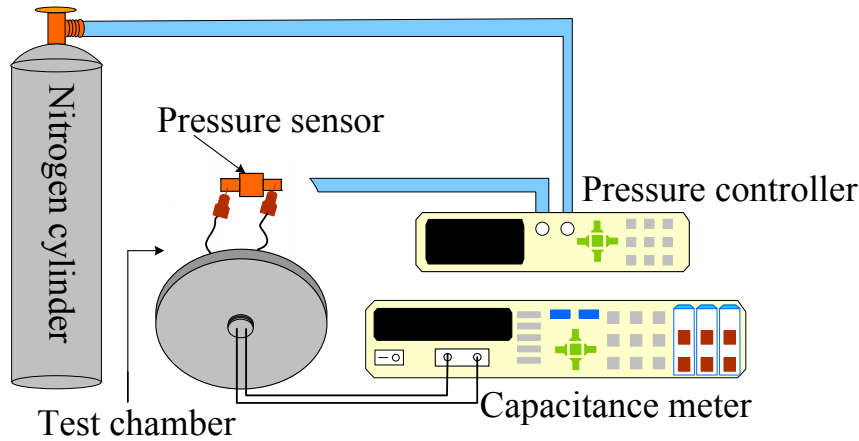 Nitrogen cylinder
Pressure sensor
Pressure controller
Test chamber
Capacitance meter